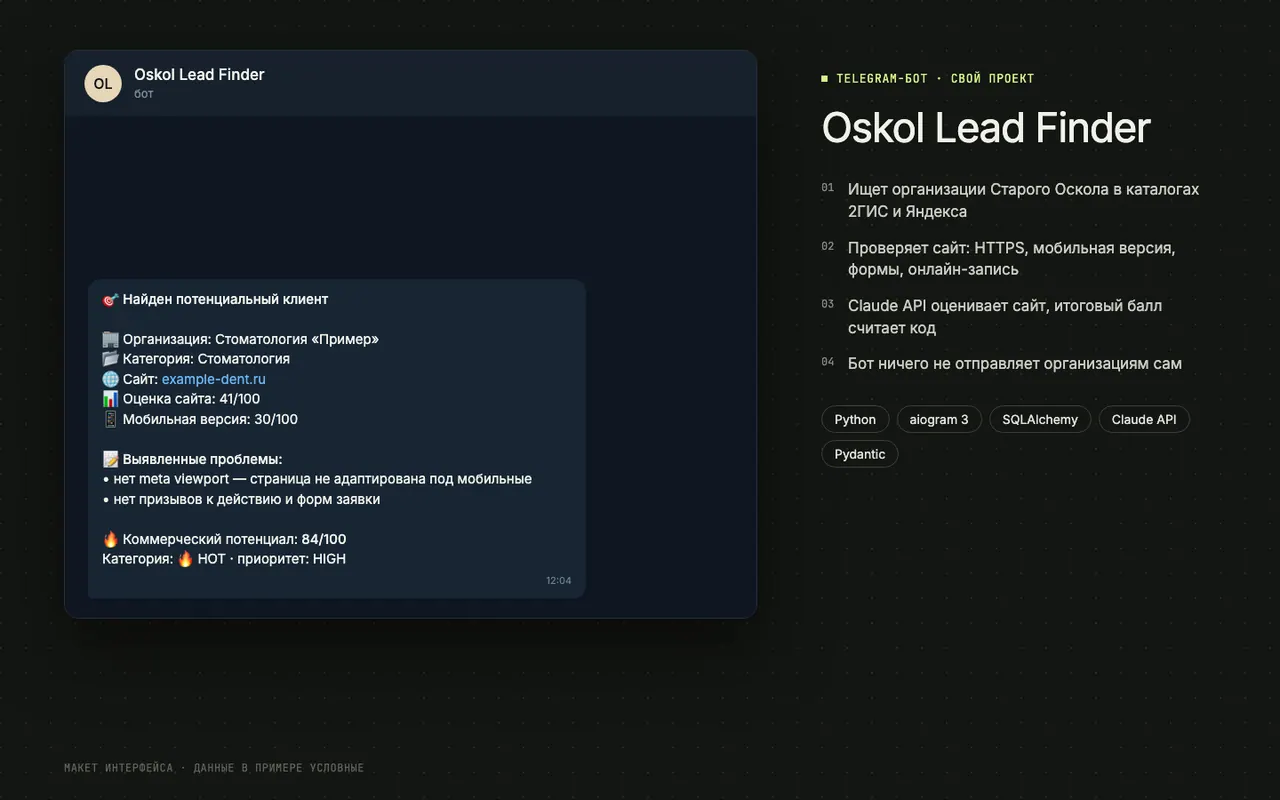 OL
Oskol Lead Finder
бот
🎯 Найден потенциальный клиент
🏢 Организация: Стоматология «Пример»
📂 Категория: Стоматология
🌐 Сайт: example-dent.ru
📊 Оценка сайта: 41/100
📱 Мобильная версия: 30/100
📝 Выявленные проблемы:
• нет meta viewport — страница не адаптирована под мобильные
• нет призывов к действию и форм заявки
🔥 Коммерческий потенциал: 84/100
Категория: 🔥 HOT · приоритет: HIGH
12:04
TELEGRAM-БОТ · СВОЙ ПРОЕКТ
Oskol Lead Finder
01 Ищет организации Старого Оскола в каталогах
2ГИС и Яндекса
02 Проверяет сайт: HTTPS, мобильная версия,
формы, онлайн-запись
03 Claude API оценивает сайт, итоговый балл
считает код
04 Бот ничего не отправляет организациям сам
Python aiogram 3 SQLAlchemy Claude API
Pydantic
МАКЕТ ИНТЕРФЕЙСА · ДАННЫЕ В ПРИМЕРЕ УСЛОВНЫЕ